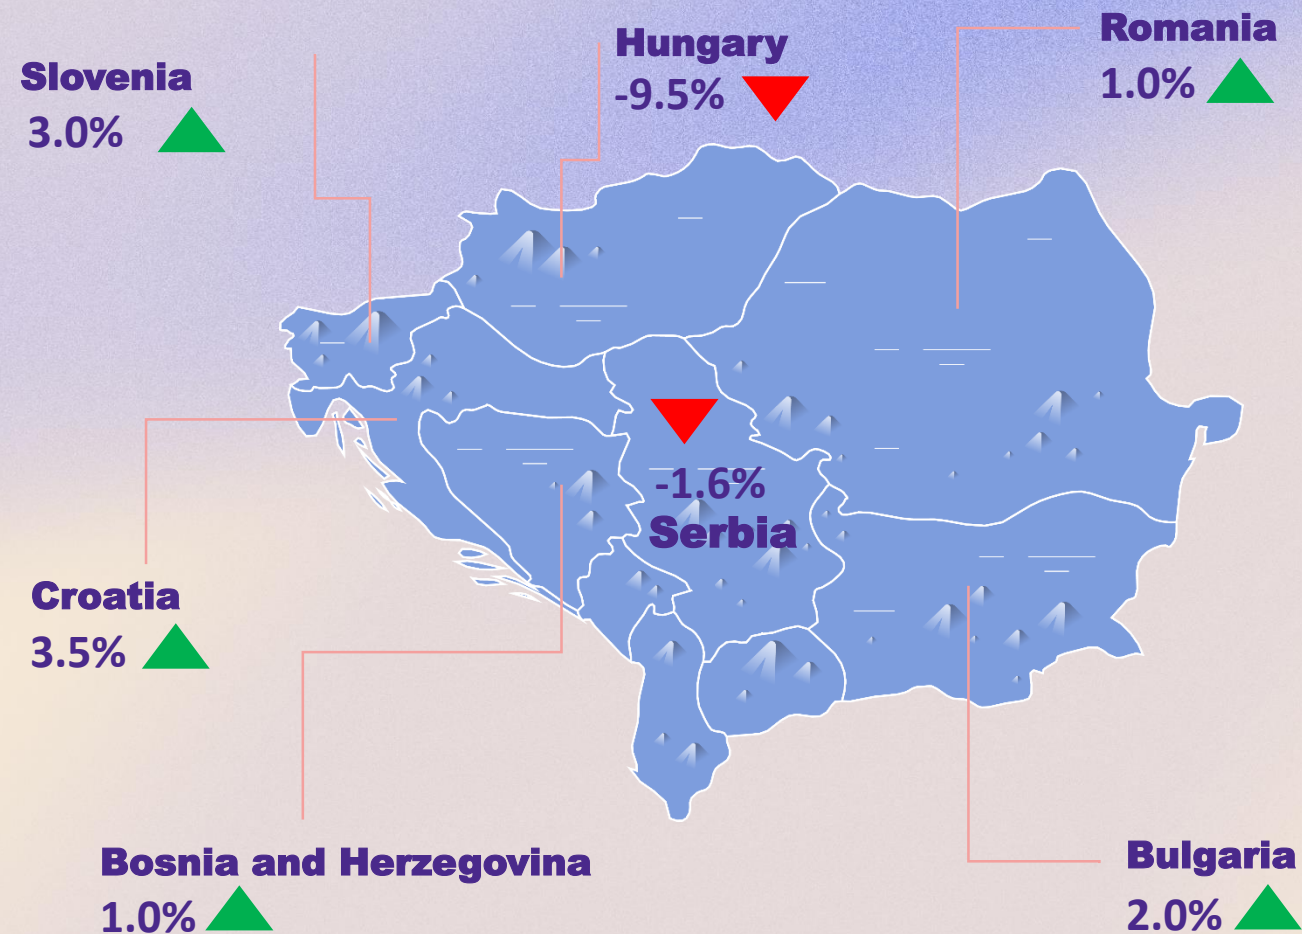 Slovenia
3.0%
Hungary
-9.5%
Romania
1.0%
-1.6%
Serbia
Croatia
3.5%
Bosnia and Herzegovina
1.0%
Bulgaria
2.0%